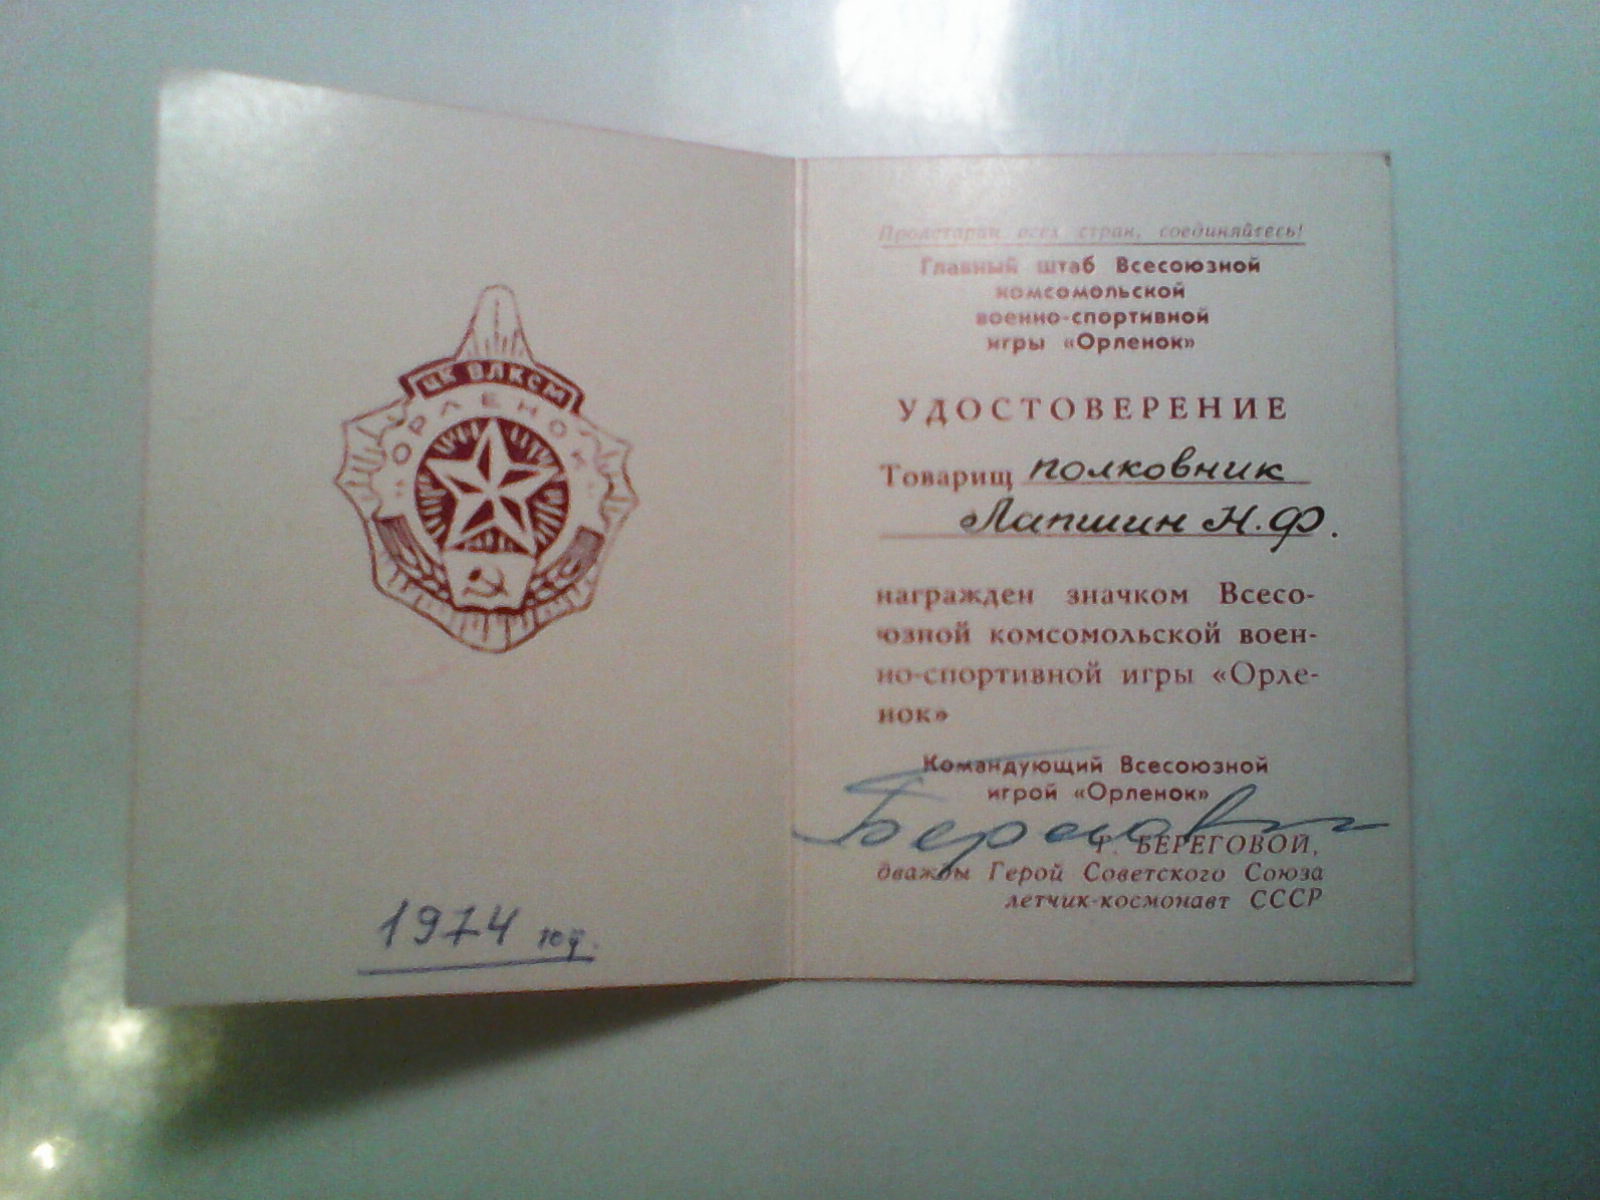 ЦК ВЛКСМ
«ОРЛЕНОК»
1974 год.
Пролетарии всех стран, соединяйтесь!
Главный штаб Всесоюзной
комсомольской
военно-спортивной
игры «Орленок»
УДОСТОВЕРЕНИЕ
Товарищ полковник
Лапшин Н.Ф.
награжден значком Всесо-
юзной комсомольской воен-
но-спортивной игры «Орле-
нок»
Командующий Всесоюзной
игрой «Орленок»
Г. БЕРЕГОВОЙ,
дважды Герой Советского Союза
летчик-космонавт СССР